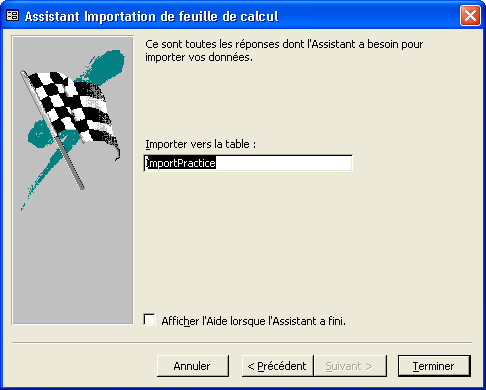 Assistant Importation de feuille de calcul
Ce sont toutes les réponses dont l'Assistant a besoin pour
importer vos données.
Importer vers la table :
ImportPractice
Afficher l'Aide lorsque l'Assistant a fini.
Annuler
< Précédent
Suivant >
Terminer